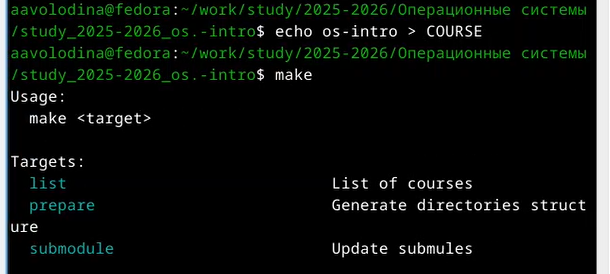 aavolodina@fedora:~/work/study/2025-2026/Операционные системы
/study_2025-2026_os.-intro$ echo os-intro > COURSE
aavolodina@fedora:~/work/study/2025-2026/Операционные системы
/study_2025-2026_os.-intro$ make
Usage:
  make <target>

Targets:
  list                         List of courses
  prepare                      Generate directories struct
ure
  submodule                    Update submules